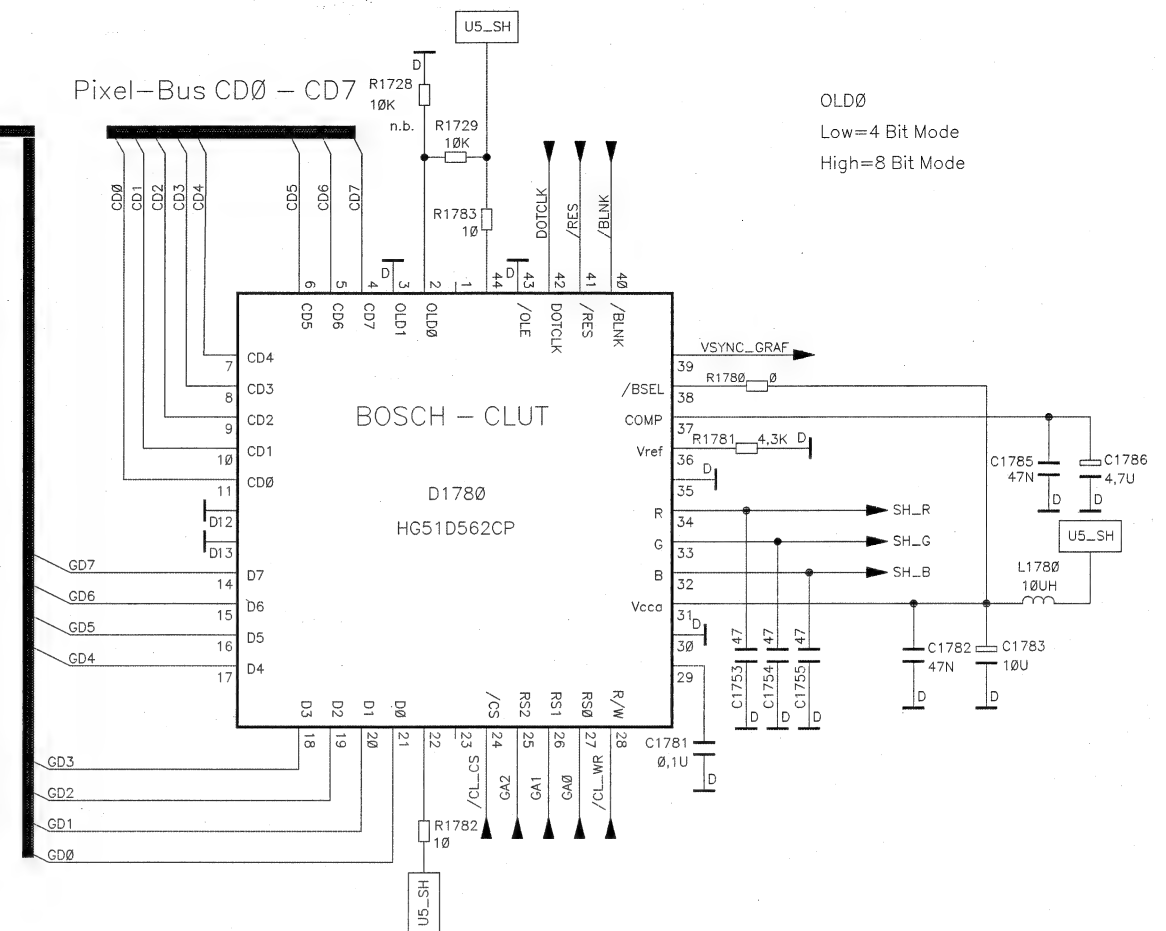 U5_SH
Pixel–Bus CDØ – CD7
D
R1728
1ØK
n.b.
R1729
1ØK
R1783
1Ø
OLDØ
Low=4 Bit Mode
High=8 Bit Mode
CDØ
CD1
CD2
CD3
CD4
CD5
CD6
CD7
DOTCLK
/RES
/BLNK
D
D
6
5
4
3
2
1
44
43
42
41
4Ø
CD5
CD6
CD7
OLD1
OLDØ
/OLE
DOTCLK
/RES
/BLNK
7 CD4
8 CD3
9 CD2
1Ø CD1
11 CDØ
D12
D13
BOSCH – CLUT
D178Ø
HG51D562CP
39
VSYNC_GRAF
/BSEL 38
R178Ø Ø
COMP 37
Vref 36
R1781 4,3K D
35 D
R 34
SH_R
G 33
SH_G
B 32
SH_B
Vcca 31
3Ø D
29
C1785
47N
D
C1786
4,7U
D
U5_SH
L178Ø
1ØUH
C1782
47N
D
C1783
1ØU
D
47
C1753
D
47
C1754
D
47
C1755
D
C1781
Ø,1U
D
GD7
14 D7
GD6
15 D6
GD5
16 D5
GD4
17 D4
D3
D2
D1
DØ
/CS
RS2
RS1
RSØ
R/W
18
19
2Ø
21
22
23
24
25
26
27
28
/CL_CS
GA2
GA1
GAØ
/CL_WR
GD3
GD2
GD1
GDØ
R1782
1Ø
U5_SH